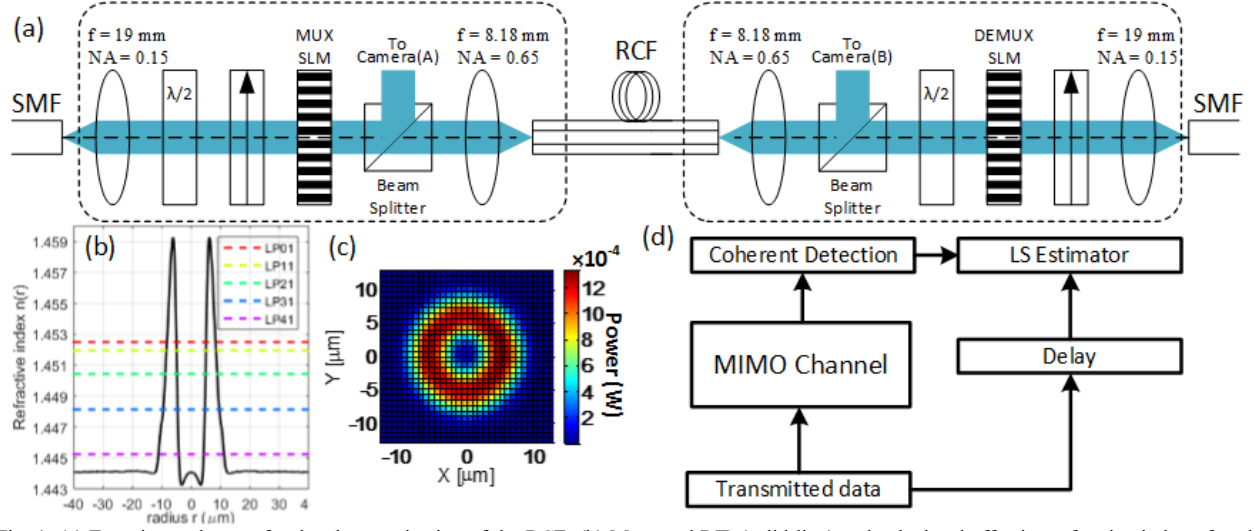 (a)
f = 19 mm
NA = 0.15
MUX
SLM
To
Camera(A)
f = 8.18 mm
NA = 0.65
RCF
f = 8.18 mm
NA = 0.65
To
Camera(B)
DEMUX
SLM
f = 19 mm
NA = 0.15
SMF
λ/2
λ/2
SMF
Beam
Splitter
Beam
Splitter
(b)
1.459
1.457
1.455
1.453
1.451
1.449
1.447
1.445
1.443
Refractive index n(r)
LP01
LP11
LP21
LP31
LP41
-40 -30 -20 -10 0 10 20 30 4
radius r (μm)
(c)
×10⁻⁴
10
5
0
−5
−10
Y [μm]
−10 0 10
X [μm]
12
10
8
6
4
2
Power (W)
(d)
Coherent Detection
LS Estimator
MIMO Channel
Delay
Transmitted data